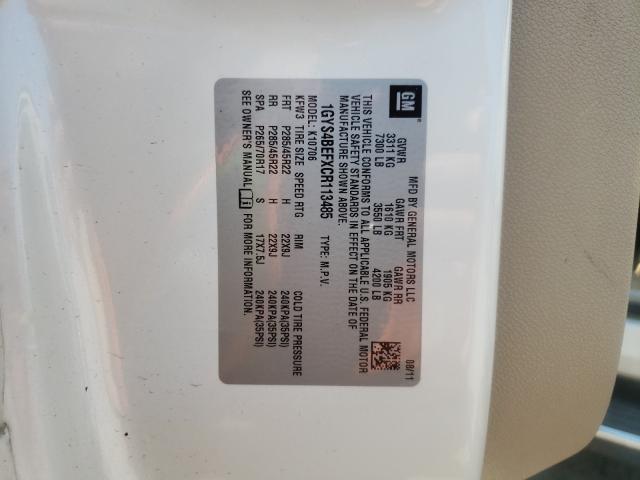 GM
MFD BY GENERAL MOTORS LLC 08/11
GVWR GAWR FRT GAWR RR
3311 KG 1610 KG 1905 KG
7300 LB 3550 LB 4200 LB
THIS VEHICLE CONFORMS TO ALL APPLICABLE U.S. FEDERAL MOTOR
VEHICLE SAFETY STANDARDS IN EFFECT ON THE DATE OF
MANUFACTURE SHOWN ABOVE.
1GYS4BEFXCR113485 TYPE: M.P.V.
MODEL: K10706
KFW3 TIRE SIZE SPEED RTG RIM COLD TIRE PRESSURE
FRT P285/45R22 H 22X9J 240KPA(35PSI)
RR P285/45R22 H 22X9J 240KPA(35PSI)
SPA P265/70R17 S 17X7.5J 240KPA(35PSI)
SEE OWNER'S MANUAL FOR MORE INFORMATION.